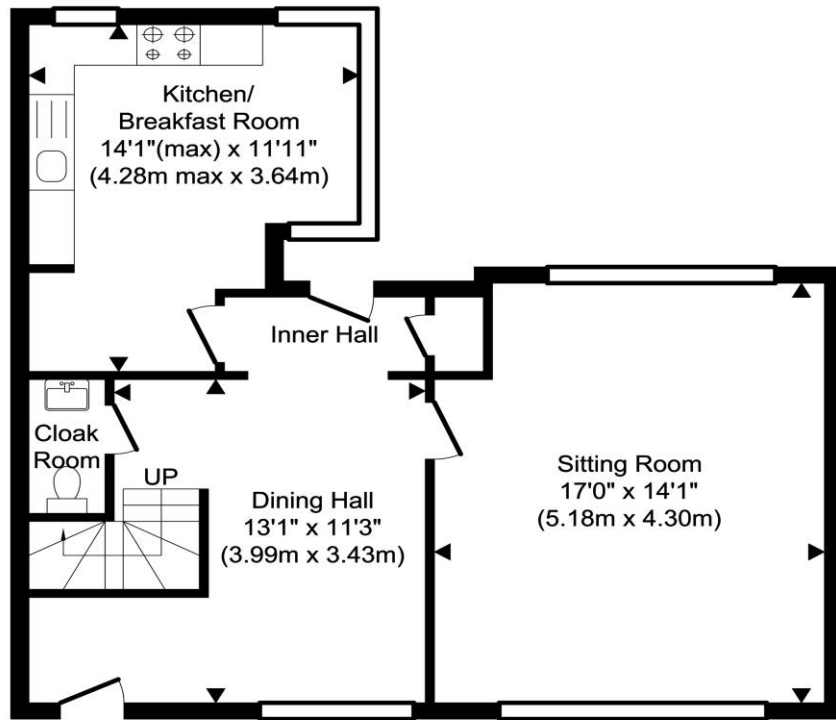 Kitchen/
Breakfast Room
14'1"(max) x 11'11"
(4.28m max x 3.64m)
Inner Hall
Cloak
Room
UP
Dining Hall
13'1" x 11'3"
(3.99m x 3.43m)
Sitting Room
17'0" x 14'1"
(5.18m x 4.30m)